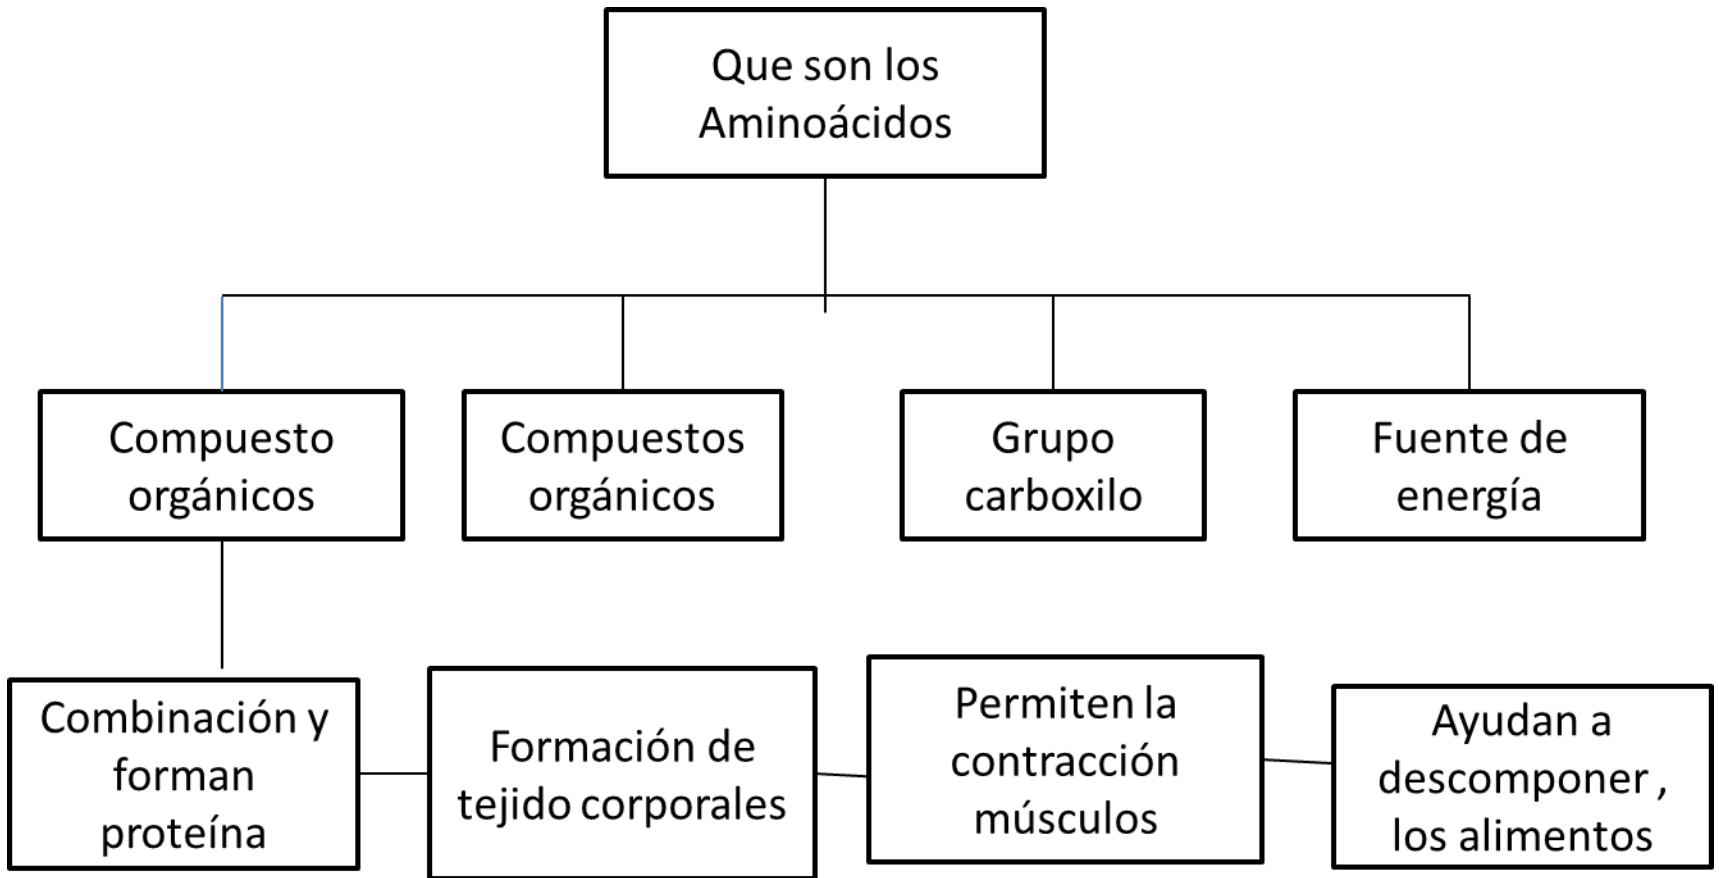 Que son los
Aminoácidos
Compuesto
orgánicos
Compuestos
orgánicos
Grupo
carboxilo
Fuente de
energía
Combinación y
forman
proteína
Formación de
tejido corporales
Permiten la
contracción
músculos
Ayudan a
descomponer ,
los alimentos